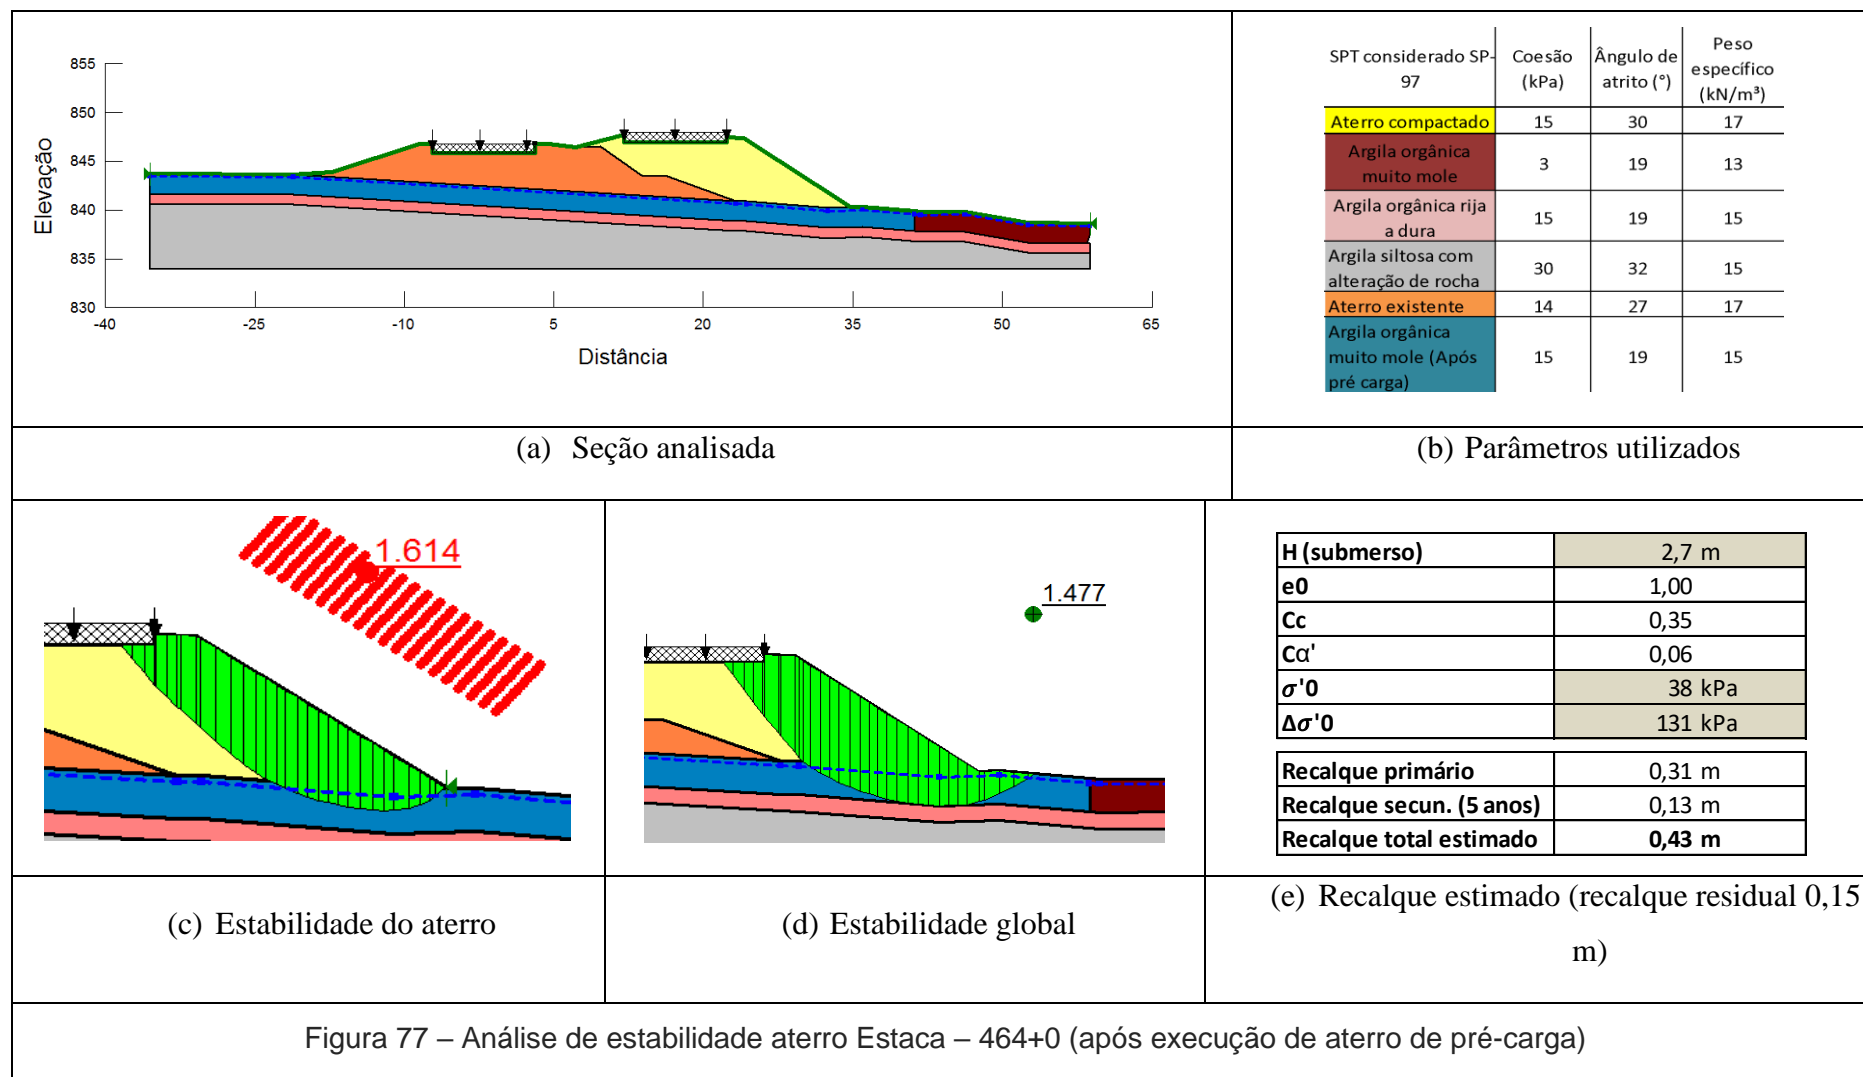 855
850
845
840
835
830
Elevação
-40 -25 -10 5 20 35 50 65
Distância
SPT considerado SP-
97
Coesão
(kPa)
Ângulo de
atrito (°)
Peso
específico
(kN/m³)
Aterro compactado 15 30 17
Argila orgânica
muito mole
3 19 13
Argila orgânica rija
a dura
15 19 15
Argila siltosa com
alteração de rocha
30 32 15
Aterro existente 14 27 17
Argila orgânica
muito mole (Após
pré carga)
15 19 15
(a) Seção analisada
(b) Parâmetros utilizados
1.614
1.477
H (submerso) 2,7 m
e0 1,00
Cc 0,35
Cα' 0,06
σ'0 38 kPa
Δσ'0 131 kPa
Recalque primário 0,31 m
Recalque secun. (5 anos) 0,13 m
Recalque total estimado 0,43 m
(c) Estabilidade do aterro
(d) Estabilidade global
(e) Recalque estimado (recalque residual 0,15
m)
Figura 77 – Análise de estabilidade aterro Estaca – 464+0 (após execução de aterro de pré-carga)